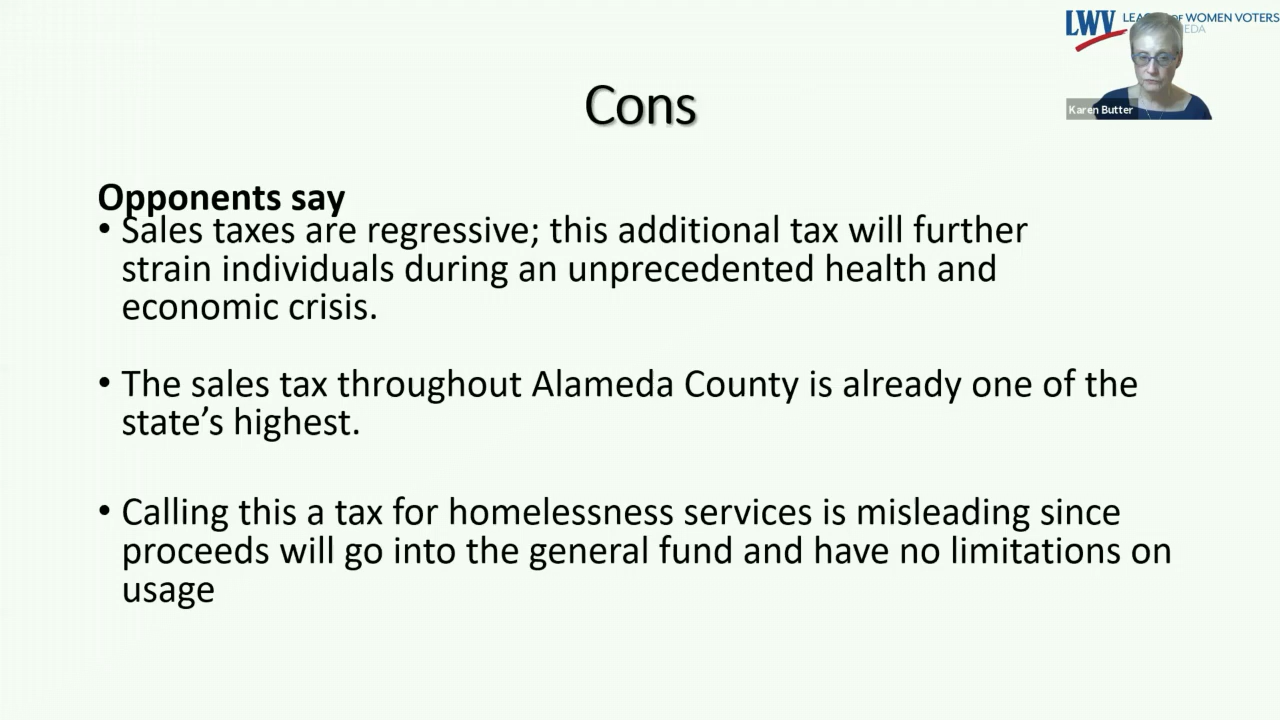 LWV
OF WOMEN VOTERS
Karen Butter
Cons
Opponents say
• Sales taxes are regressive; this additional tax will further
strain individuals during an unprecedented health and
economic crisis.
• The sales tax throughout Alameda County is already one of the
state’s highest.
• Calling this a tax for homelessness services is misleading since
proceeds will go into the general fund and have no limitations on
usage